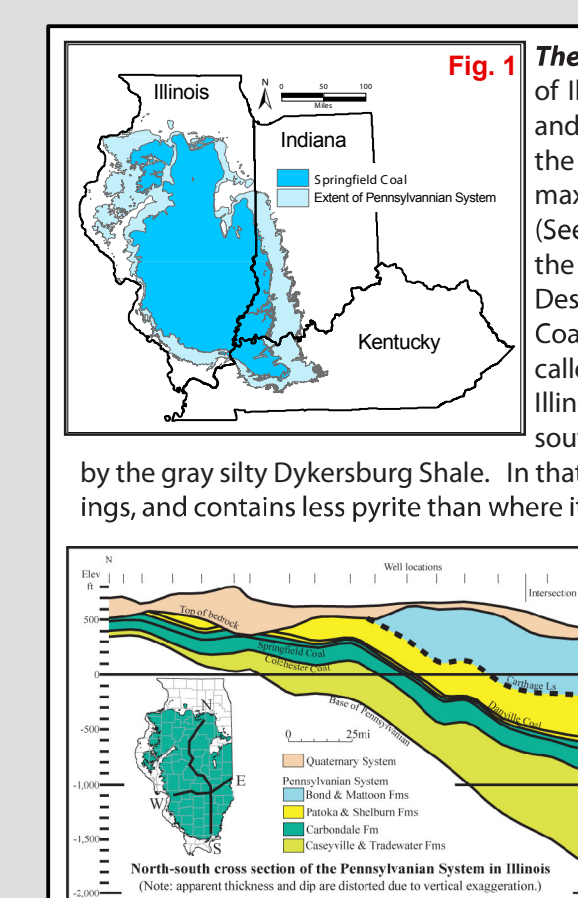 Fig. 1
N
0 50 100
Miles
Illinois
Indiana
Springfield Coal
Extent of Pennsylvannian System
Kentucky
The
of Il
and
the
max
(See
the
Des
Coa
calle
Illin
sout
by the gray silty Dykersburg Shale. In that
ings, and contains less pyrite than where it
N
Elev
ft
Well locations
Intersection
500
Top of bedrock
Springfield Coal
Colchester Coal
0
Carthage Ls
Danville Coal
Base of Pennsylvanian
-500
N
0 25mi
Quaternary System
E
Pennsylvanian System
-1,000
Bond & Mattoon Fms
W
Patoka & Shelburn Fms
Carbondale Fm
-1,500
S
Caseyville & Tradewater Fms
North-south cross section of the Pennsylvanian System in Illinois
(Note: apparent thickness and dip are distorted due to vertical exaggeration.)
-2,000